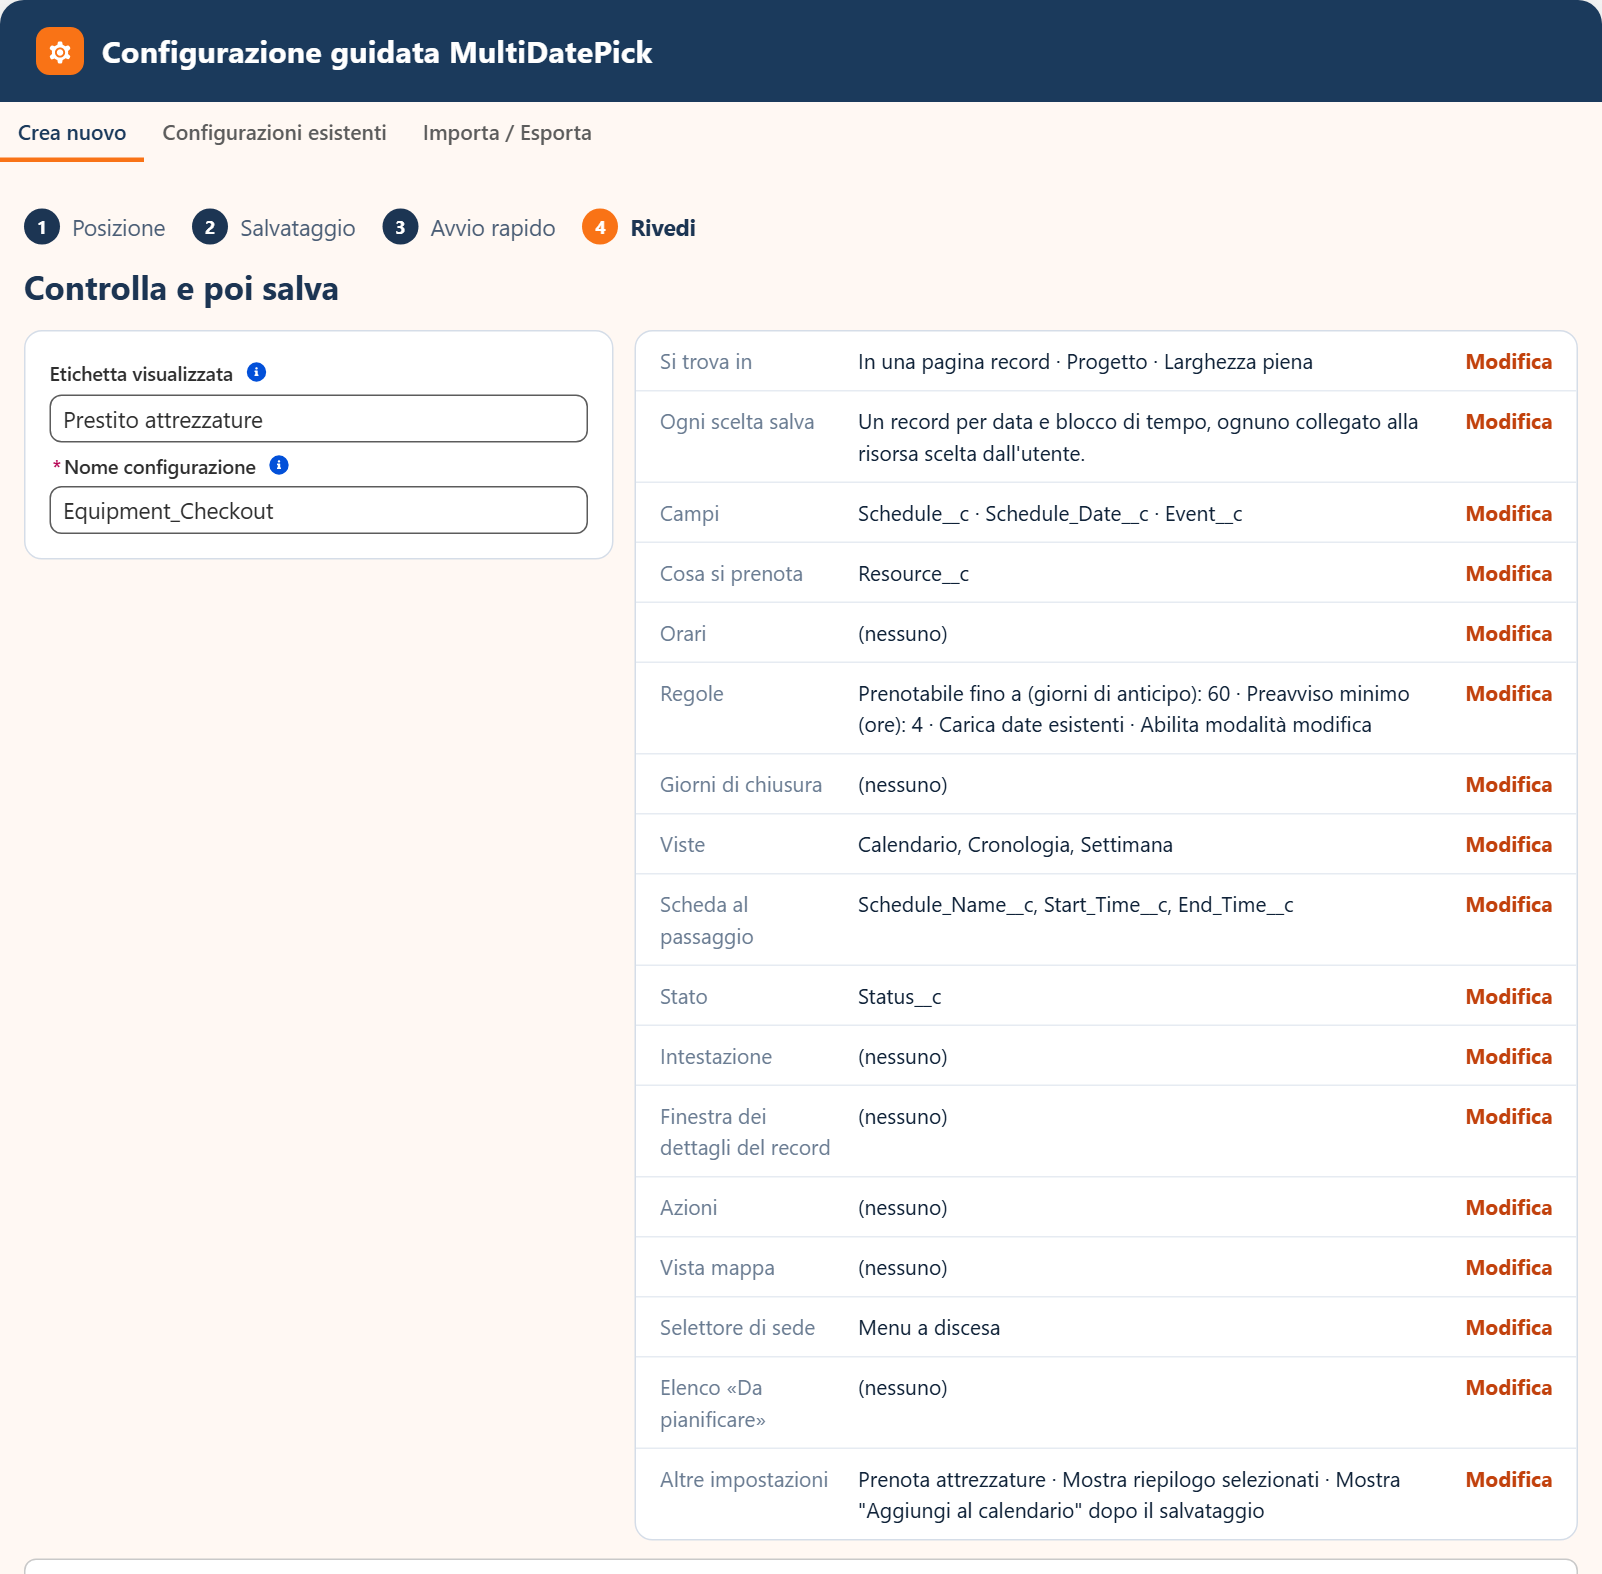 Configurazione guidata MultiDatePick
Crea nuovo
Configurazioni esistenti
Importa / Esporta
1 Posizione
2 Salvataggio
3 Avvio rapido
4 Rivedi
Controlla e poi salva
Etichetta visualizzata
Prestito attrezzature
*Nome configurazione
Equipment_Checkout
Si trova in
In una pagina record · Progetto · Larghezza piena
Modifica
Ogni scelta salva
Un record per data e blocco di tempo, ognuno collegato alla
risorsa scelta dall'utente.
Modifica
Campi
Schedule__c · Schedule_Date__c · Event__c
Modifica
Cosa si prenota
Resource__c
Modifica
Orari
(nessuno)
Modifica
Regole
Prenotabile fino a (giorni di anticipo): 60 · Preavviso minimo
(ore): 4 · Carica date esistenti · Abilita modalità modifica
Modifica
Giorni di chiusura
(nessuno)
Modifica
Viste
Calendario, Cronologia, Settimana
Modifica
Scheda al
passaggio
Schedule_Name__c, Start_Time__c, End_Time__c
Modifica
Stato
Status__c
Modifica
Intestazione
(nessuno)
Modifica
Finestra dei
dettagli del record
(nessuno)
Modifica
Azioni
(nessuno)
Modifica
Vista mappa
(nessuno)
Modifica
Selettore di sede
Menu a discesa
Modifica
Elenco «Da
pianificare»
(nessuno)
Modifica
Altre impostazioni
Prenota attrezzature · Mostra riepilogo selezionati · Mostra
"Aggiungi al calendario" dopo il salvataggio
Modifica